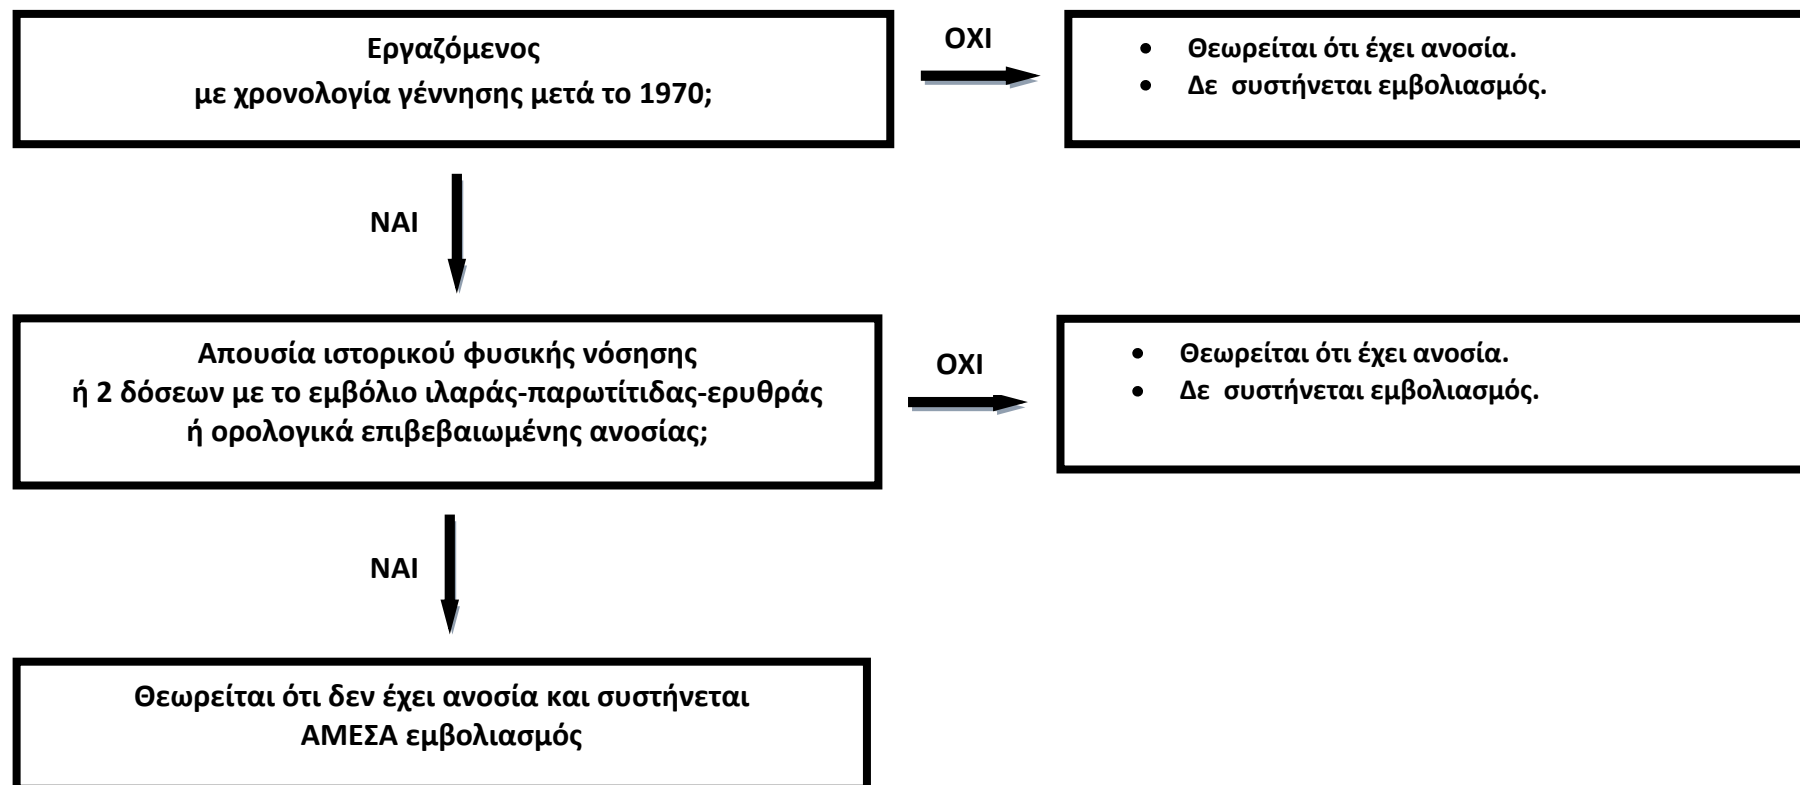 Εργαζόμενος
με χρονολογία γέννησης μετά το 1970;
ΟΧΙ
• Θεωρείται ότι έχει ανοσία.
• Δε συστήνεται εμβολιασμός.
ΝΑΙ
Απουσία ιστορικού φυσικής νόσησης
ή 2 δόσεων με το εμβόλιο ιλαράς-παρωτίτιδας-ερυθράς
ή ορολογικά επιβεβαιωμένης ανοσίας;
ΟΧΙ
• Θεωρείται ότι έχει ανοσία.
• Δε συστήνεται εμβολιασμός.
ΝΑΙ
Θεωρείται ότι δεν έχει ανοσία και συστήνεται
ΑΜΕΣΑ εμβολιασμός